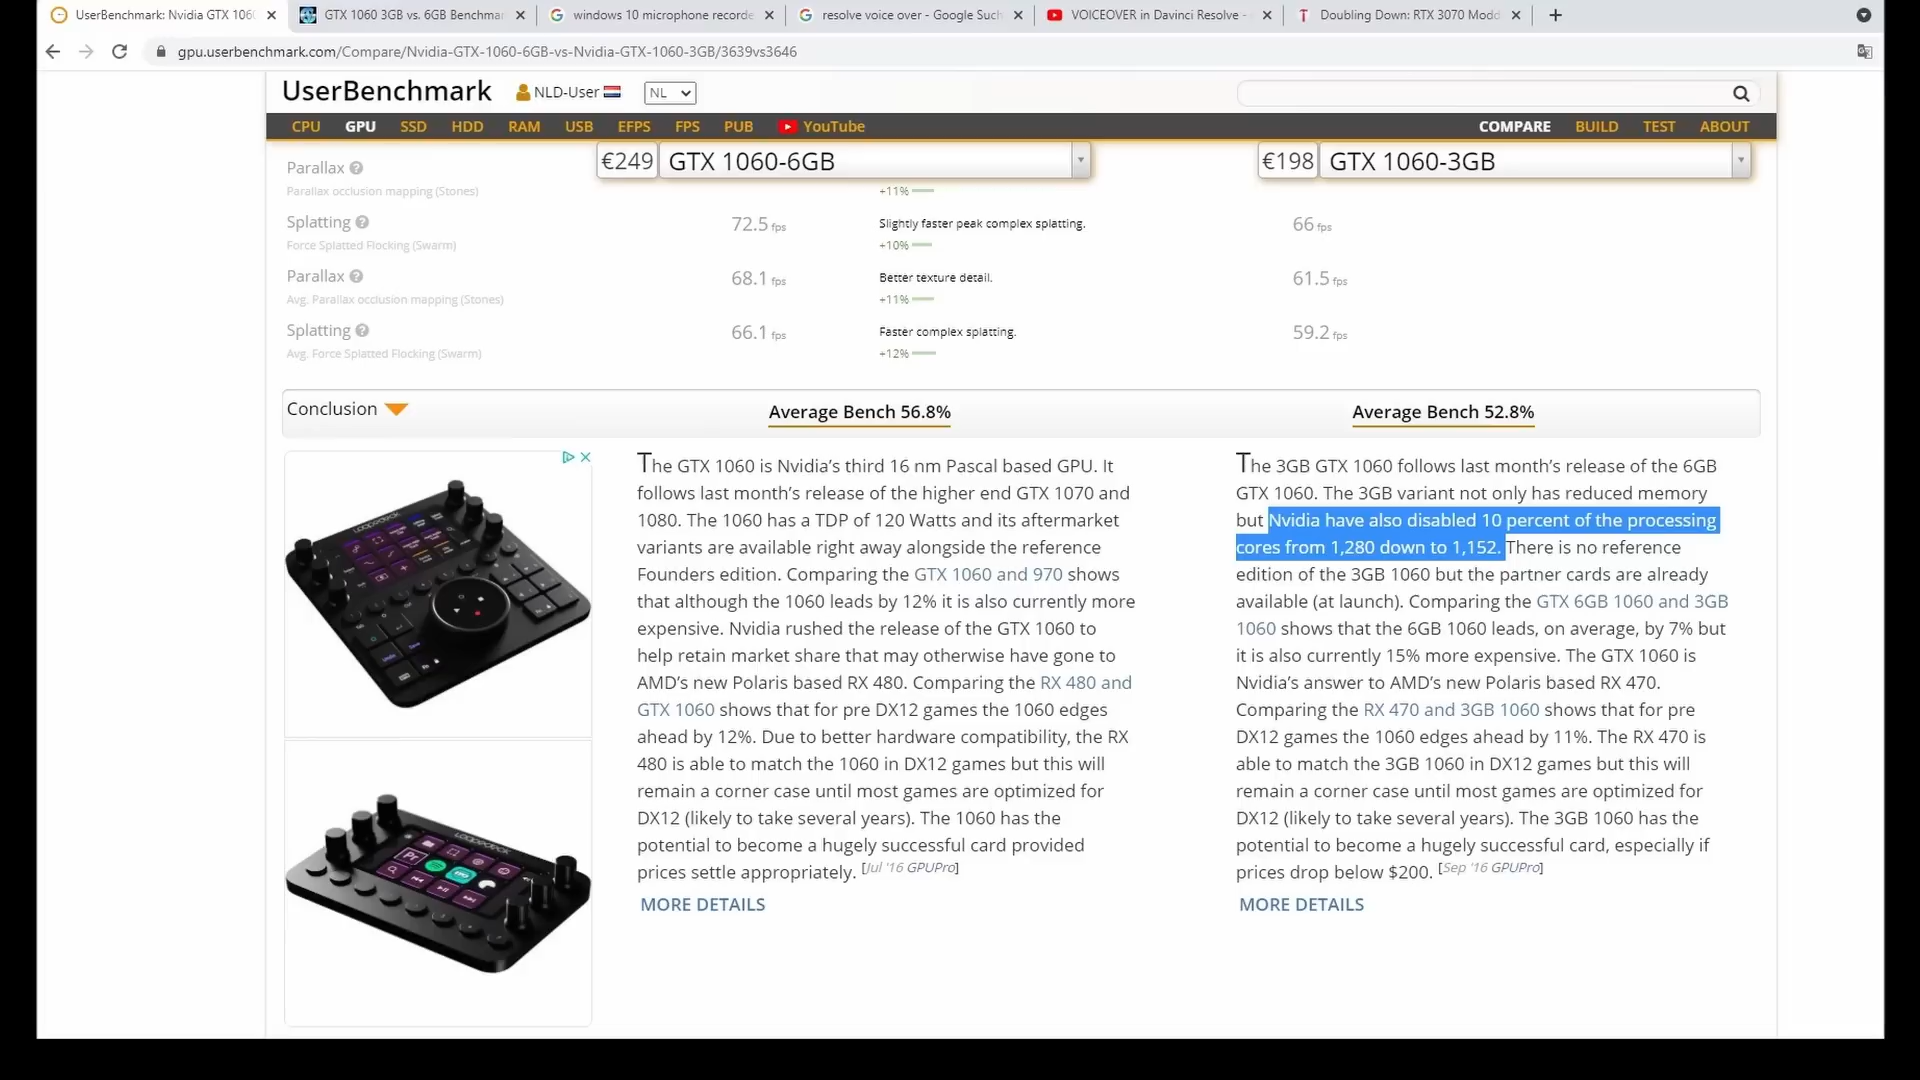 UserBenchmark: Nvidia GTX 106
GTX 1060 3GB vs. 6GB Benchmar
windows 10 microphone recorde
resolve voice over - Google Such
VOICEOVER in Davinci Resolve -
Doubling Down: RTX 3070 Modd
gpu.userbenchmark.com/Compare/Nvidia-GTX-1060-6GB-vs-Nvidia-GTX-1060-3GB/3639vs3646
UserBenchmark NLD-User NL
CPU GPU SSD HDD RAM USB EFPS FPS PUB YouTube COMPARE BUILD TEST ABOUT
€249 GTX 1060-6GB €198 GTX 1060-3GB
Parallax
Parallax occlusion mapping (Stones) +11%
Splatting 72.5 fps Slightly faster peak complex splatting. 66 fps
Force Splatted Flocking (Swarm) +10%
Parallax 68.1 fps Better texture detail. 61.5 fps
Avg. Parallax occlusion mapping (Stones) +11%
Splatting 66.1 fps Faster complex splatting. 59.2 fps
Avg. Force Splatted Flocking (Swarm) +12%
Conclusion Average Bench 56.8% Average Bench 52.8%
The GTX 1060 is Nvidia’s third 16 nm Pascal based GPU. It
follows last month’s release of the higher end GTX 1070 and
1080. The 1060 has a TDP of 120 Watts and its aftermarket
variants are available right away alongside the reference
Founders edition. Comparing the GTX 1060 and 970 shows
that although the 1060 leads by 12% it is also currently more
expensive. Nvidia rushed the release of the GTX 1060 to
help retain market share that may otherwise have gone to
AMD’s new Polaris based RX 480. Comparing the RX 480 and
GTX 1060 shows that for pre DX12 games the 1060 edges
ahead by 12%. Due to better hardware compatibility, the RX
480 is able to match the 1060 in DX12 games but this will
remain a corner case until most games are optimized for
DX12 (likely to take several years). The 1060 has the
potential to become a hugely successful card provided
prices settle appropriately. [Jul '16 GPUPro]
MORE DETAILS
The 3GB GTX 1060 follows last month’s release of the 6GB
GTX 1060. The 3GB variant not only has reduced memory
but Nvidia have also disabled 10 percent of the processing
cores from 1,280 down to 1,152. There is no reference
edition of the 3GB 1060 but the partner cards are already
available (at launch). Comparing the GTX 6GB 1060 and 3GB
1060 shows that the 6GB 1060 leads, on average, by 7% but
it is also currently 15% more expensive. The GTX 1060 is
Nvidia’s answer to AMD’s new Polaris based RX 470.
Comparing the RX 470 and 3GB 1060 shows that for pre
DX12 games the 1060 edges ahead by 11%. The RX 470 is
able to match the 3GB 1060 in DX12 games but this will
remain a corner case until most games are optimized for
DX12 (likely to take several years). The 3GB 1060 has the
potential to become a hugely successful card, especially if
prices drop below $200. [Sep '16 GPUPro]
MORE DETAILS
LOUPEDECK
LOUPEDECK
Pr